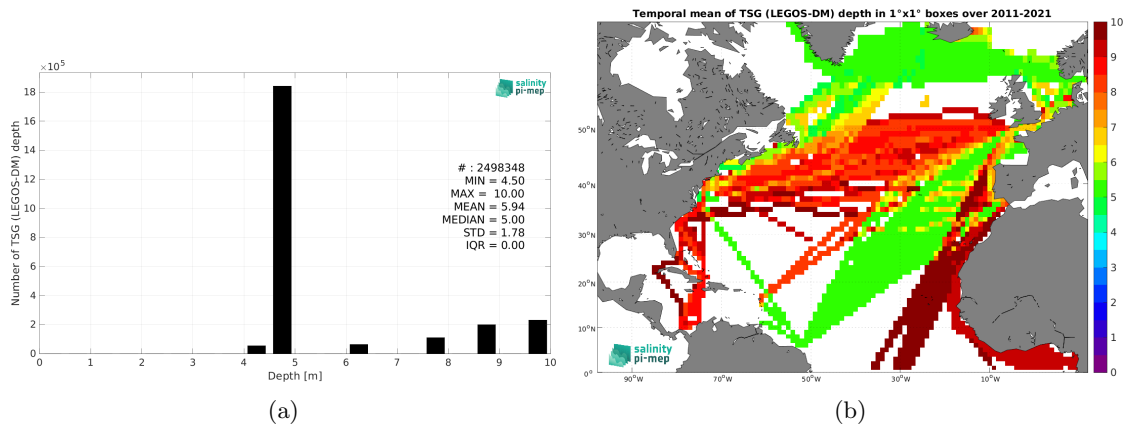 ×10⁵
18
16
14
12
10
8
6
4
2
0
Number of TSG (LEGOS-DM) depth
salinity
pi-mep
# : 2498348
MIN = 4.50
MAX = 10.00
MEAN = 5.94
MEDIAN = 5.00
STD = 1.78
IQR = 0.00
0 1 2 3 4 5 6 7 8 9 10
Depth [m]
(a)
Temporal mean of TSG (LEGOS-DM) depth in 1°x1° boxes over 2011-2021
50°N
40°N
30°N
20°N
10°N
0°
90°W 70°W 50°W 30°W 10°W
salinity
pi-mep
10
9
8
7
6
5
4
3
2
1
0
(b)